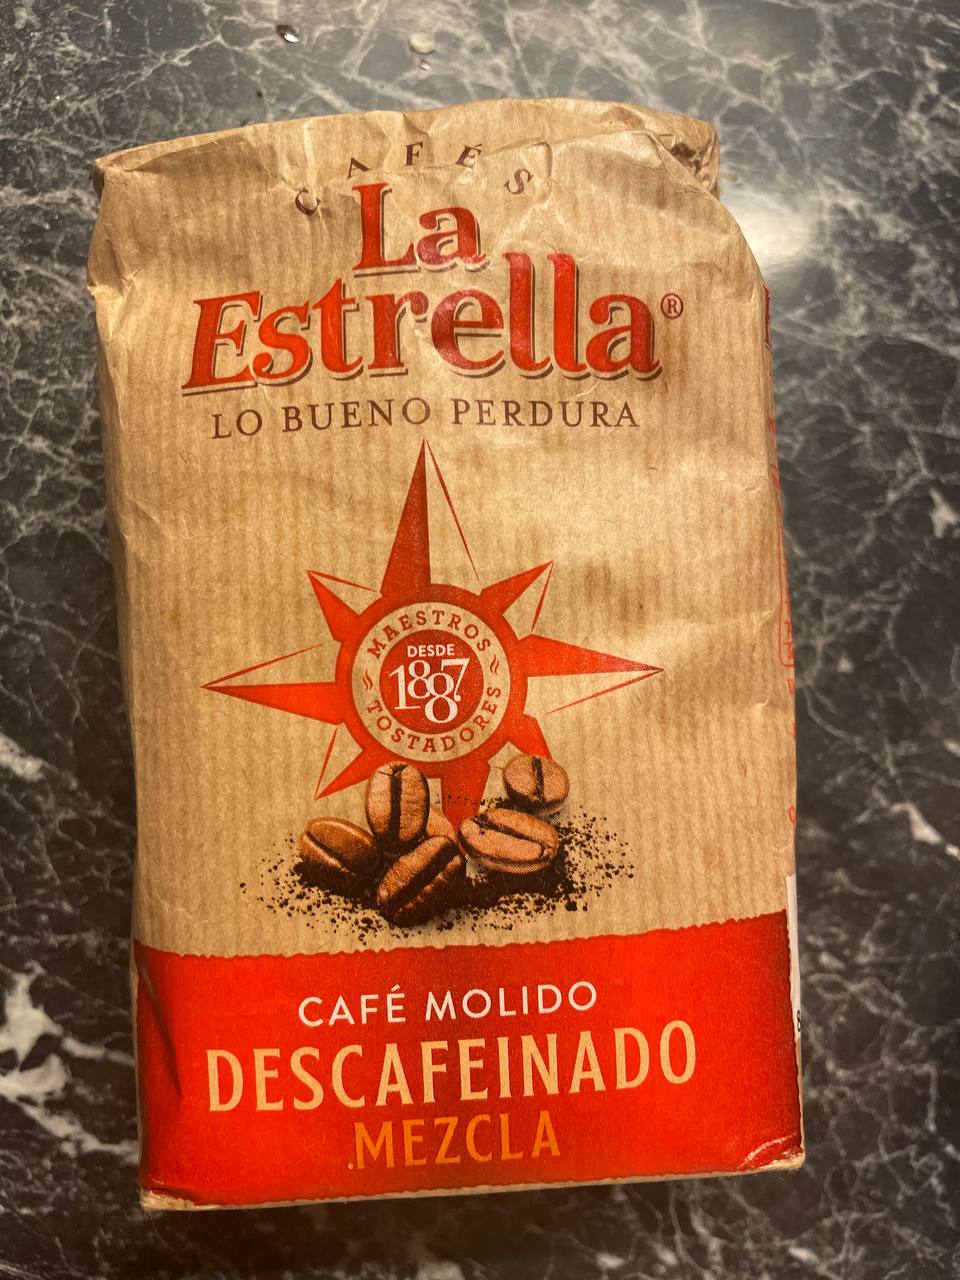 CAFÉS
La
Estrella®
LO BUENO PERDURA
MAESTROS
DESDE
1887
TOSTADORES
CAFÉ MOLIDO
DESCAFEINADO
MEZCLA